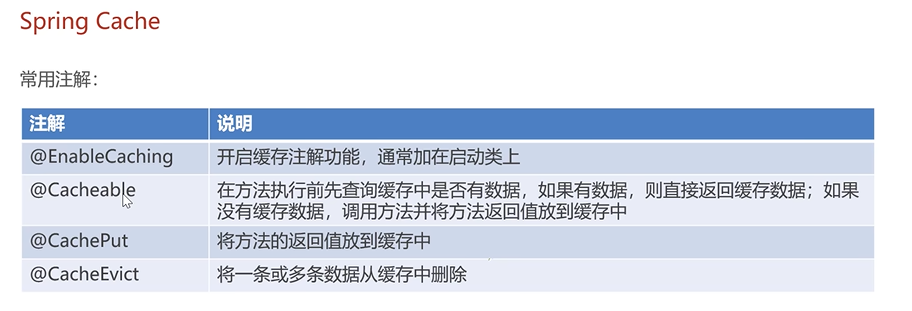 Spring Cache
常用注解：
注解 说明
@EnableCaching 开启缓存注解功能，通常加在启动类上
@Cacheable 在方法执行前先查询缓存中是否有数据，如果有数据，则直接返回缓存数据；如果
没有缓存数据，调用方法并将方法返回值放到缓存中
@CachePut 将方法的返回值放到缓存中
@CacheEvict 将一条或多条数据从缓存中删除